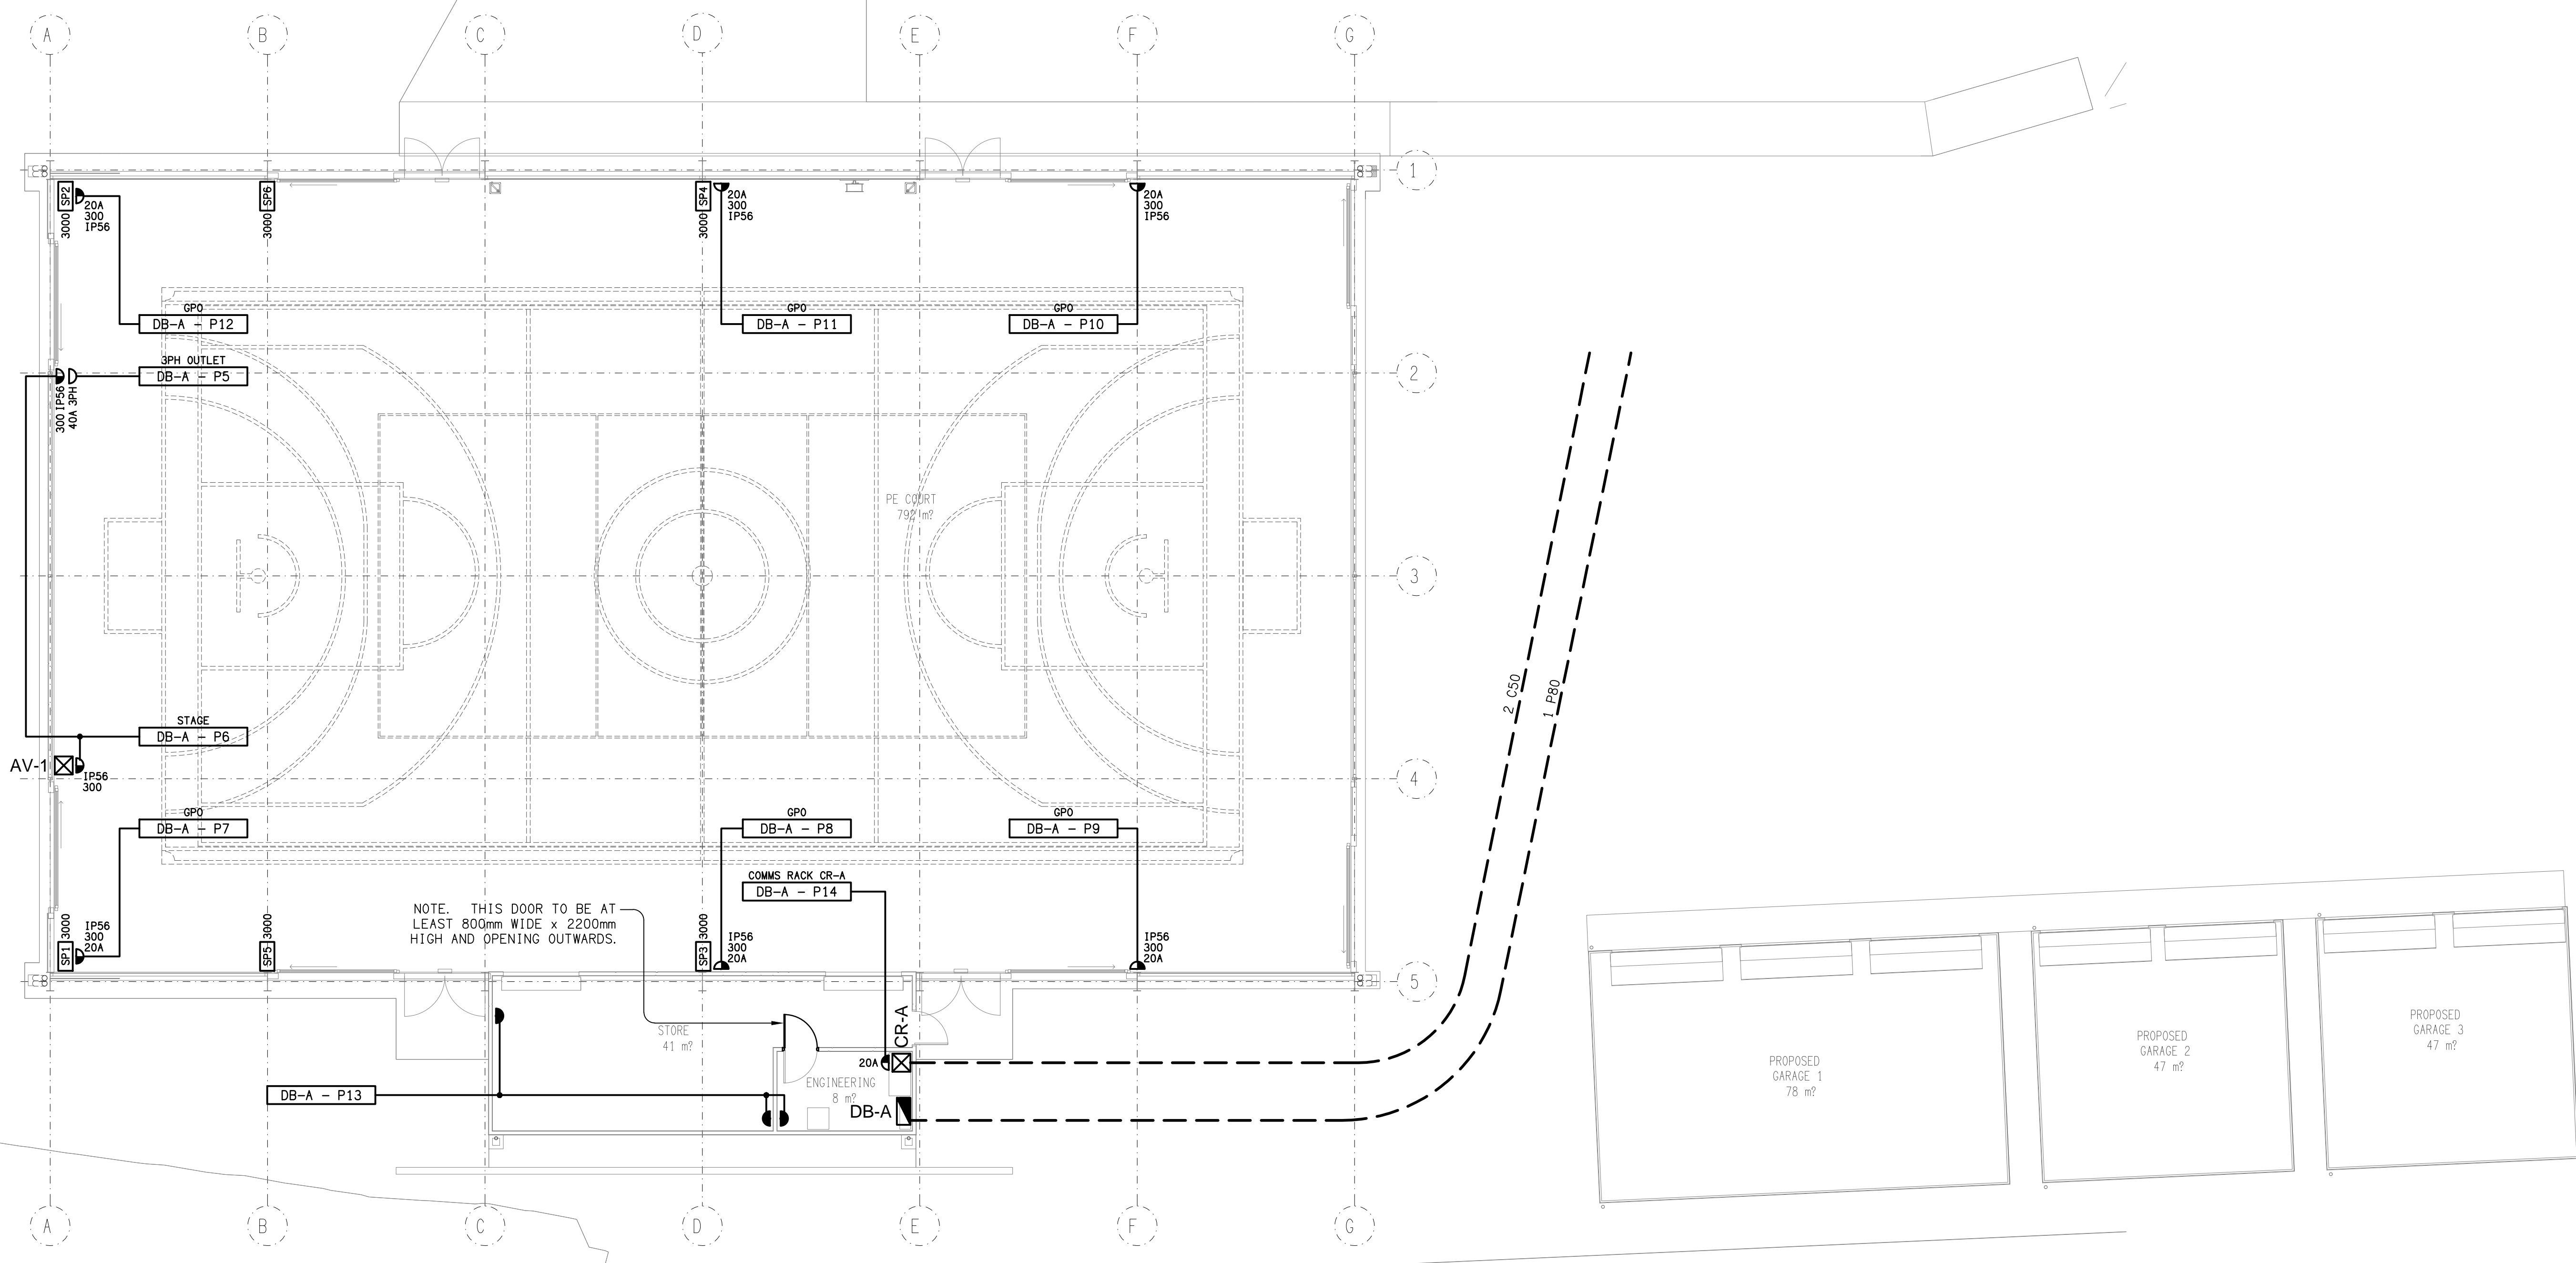 A
B
C
D
E
F
G
1
2
3
4
5
SP2
3000
20A
300
IP56
SP6
3000
SP4
3000
20A
300
IP56
20A
300
IP56
GPO
DB-A - P12
GPO
DB-A - P11
GPO
DB-A - P10
3PH OUTLET
DB-A - P5
300 IP56
40A 3PH
PE COURT
792 m?
2 C50
1 P80
STAGE
DB-A - P6
AV-1
IP56
300
GPO
DB-A - P7
GPO
DB-A - P8
GPO
DB-A - P9
COMMS RACK CR-A
DB-A - P14
NOTE. THIS DOOR TO BE AT
LEAST 800mm WIDE x 2200mm
HIGH AND OPENING OUTWARDS.
SP1
3000
IP56
300
20A
SP5
3000
SP3
3000
IP56
300
20A
IP56
300
20A
STORE
41 m?
CR-A
20A
ENGINEERING
8 m?
DB-A
DB-A - P13
PROPOSED
GARAGE 1
78 m?
PROPOSED
GARAGE 2
47 m?
PROPOSED
GARAGE 3
47 m?
A
B
C
D
E
F
G